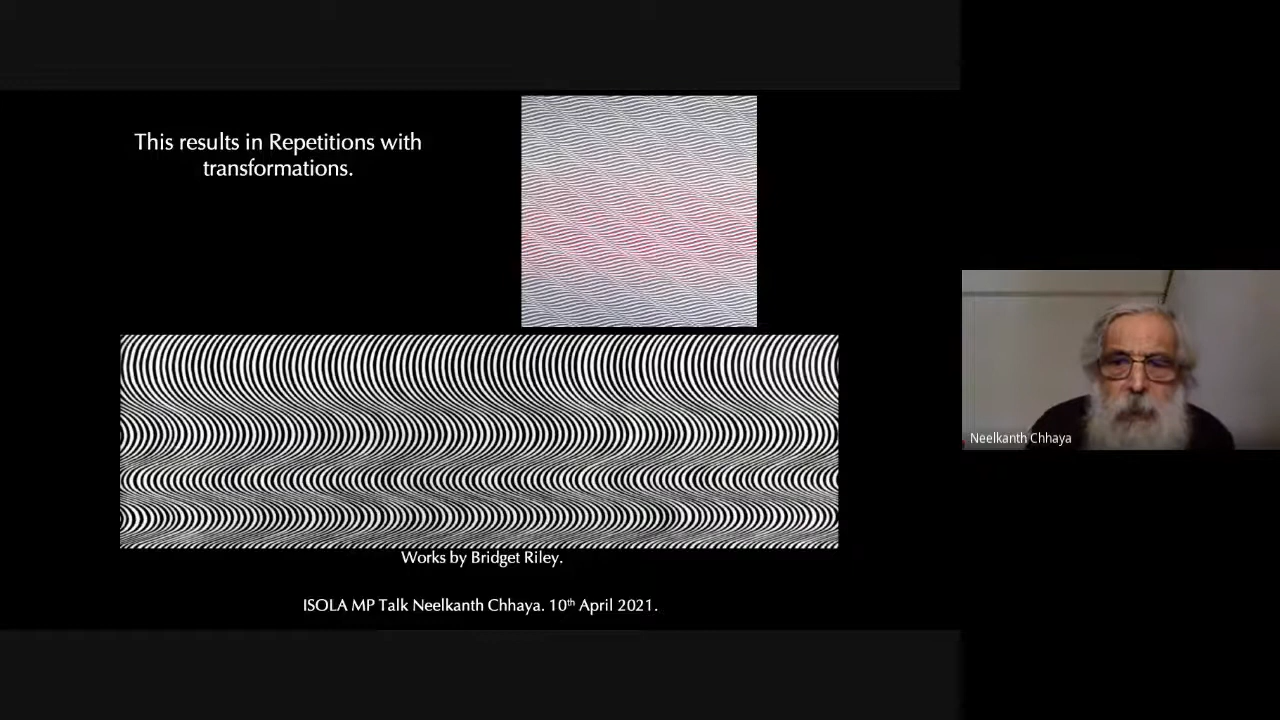 This results in Repetitions with
transformations.
Works by Bridget Riley.
ISOLA MP Talk Neelkanth Chhaya. 10th April 2021.
Neelkanth Chhaya